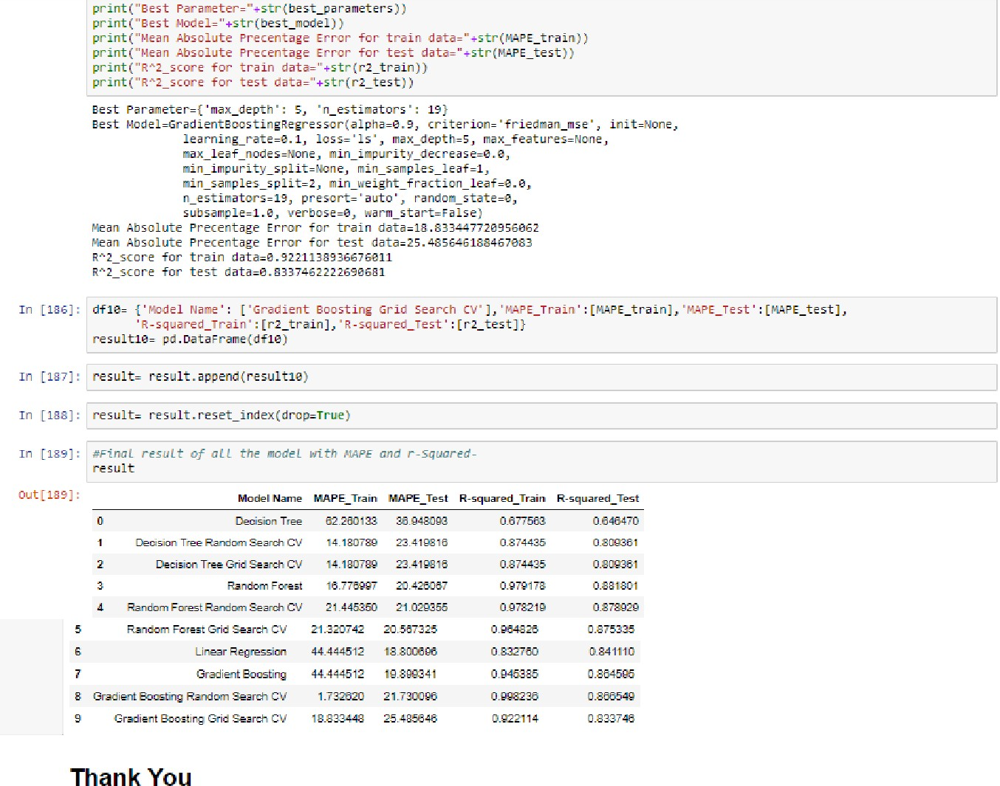 print("Best Parameter="+str(best_parameters))
print("Best Model="+str(best_model))
print("Mean Absolute Precentage Error for train data="+str(MAPE_train))
print("Mean Absolute Precentage Error for test data="+str(MAPE_test))
print("R^2_score for train data="+str(r2_train))
print("R^2_score for test data="+str(r2_test))
Best Parameter={'max_depth': 5, 'n_estimators': 19}
Best Model=GradientBoostingRegressor(alpha=0.9, criterion='friedman_mse', init=None,
learning_rate=0.1, loss='ls', max_depth=5, max_features=None,
max_leaf_nodes=None, min_impurity_decrease=0.0,
min_impurity_split=None, min_samples_leaf=1,
min_samples_split=2, min_weight_fraction_leaf=0.0,
n_estimators=19, presort='auto', random_state=0,
subsample=1.0, verbose=0, warm_start=False)
Mean Absolute Precentage Error for train data=18.833447720956062
Mean Absolute Precentage Error for test data=25.485646188467083
R^2_score for train data=0.9221138936676011
R^2_score for test data=0.8337462222690681
In [186]: df10= {'Model Name': ['Gradient Boosting Grid Search CV'],'MAPE_Train':[MAPE_train],'MAPE_Test':[MAPE_test],
'R-squared_Train':[r2_train],'R-squared_Test':[r2_test]}
result10= pd.DataFrame(df10)
In [187]: result= result.append(result10)
In [188]: result= result.reset_index(drop=True)
In [189]: #Final result of all the model with MAPE and r-Squared-
result
Out[189]:
Model Name MAPE_Train MAPE_Test R-squared_Train R-squared_Test
0 Decision Tree 62.260133 36.948093 0.677563 0.646470
1 Decision Tree Random Search CV 14.180789 23.419816 0.874435 0.809361
2 Decision Tree Grid Search CV 14.180789 23.419816 0.874435 0.809361
3 Random Forest 16.776997 20.426067 0.979178 0.881801
4 Random Forest Random Search CV 21.445350 21.029355 0.978219 0.878929
5 Random Forest Grid Search CV 21.320742 20.567325 0.964826 0.875335
6 Linear Regression 44.444512 18.800696 0.832760 0.841110
7 Gradient Boosting 44.444512 19.899341 0.945385 0.864595
8 Gradient Boosting Random Search CV 1.732620 21.730096 0.998236 0.866549
9 Gradient Boosting Grid Search CV 18.833448 25.485646 0.922114 0.833746
Thank You